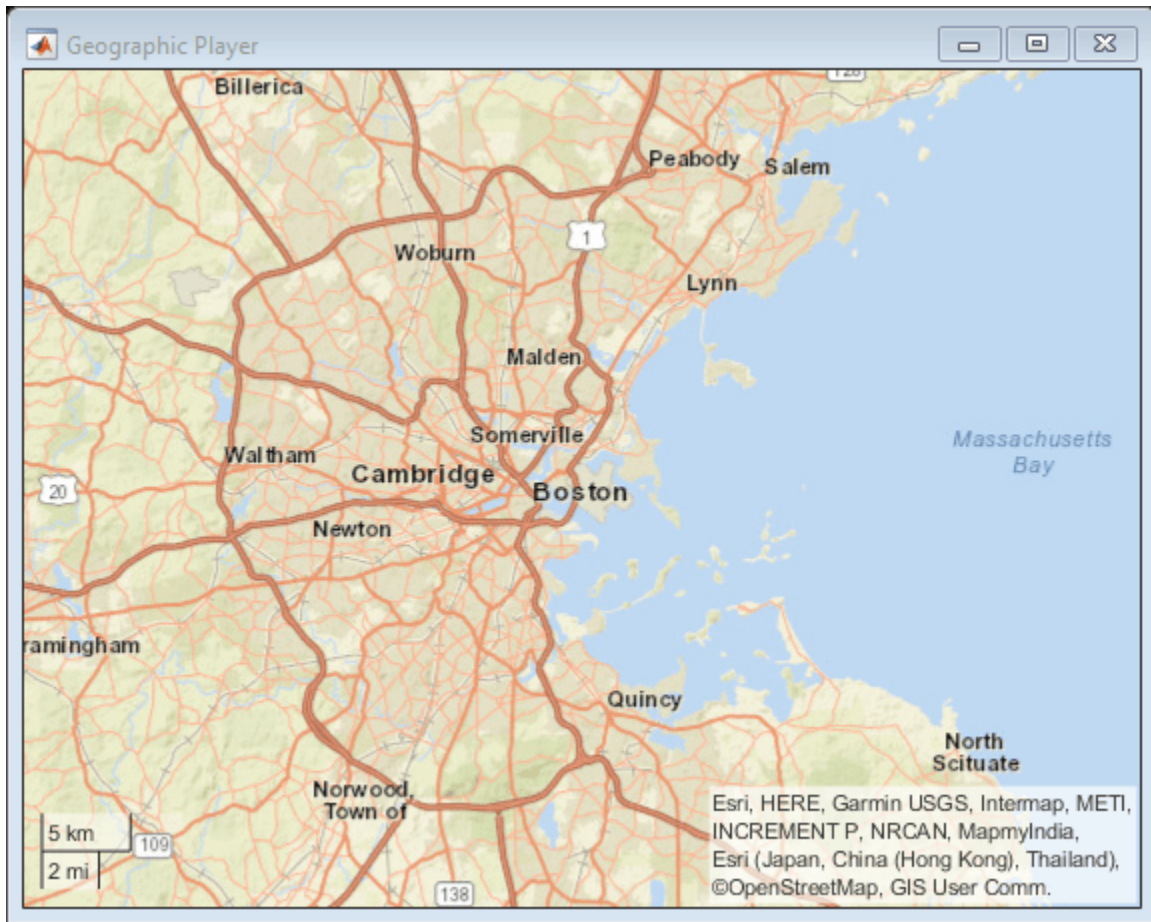 Geographic Player
128
Billerica
Peabody
Salem
1
Woburn
Lynn
Malden
Somerville
Massachusetts
Bay
Waltham
Cambridge
20
Boston
Newton
ramingham
Quincy
North
Scituate
Norwood,
Town of
5 km
2 mi
109
138
Esri, HERE, Garmin USGS, Intermap, METI,
INCREMENT P, NRCAN, MapmyIndia,
Esri (Japan, China (Hong Kong), Thailand),
©OpenStreetMap, GIS User Comm.